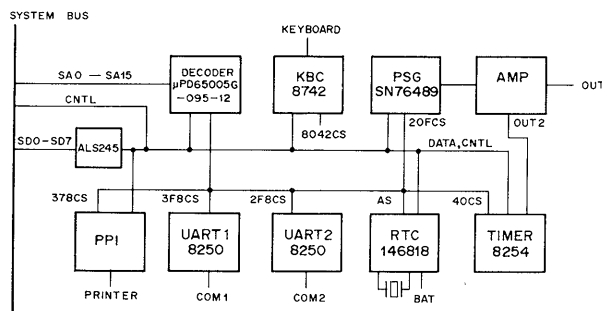 SYSTEM BUS
KEYBOARD
SA0 — SA15
DECODER
µPD65005G
-095-12
KBC
8742
PSG
SN76489
AMP
OUT
CNTL
8042CS
20FCS
OUT2
SD0-SD7
ALS245
DATA,CNTL
378CS
3F8CS
2F8CS
AS
40CS
PPI
UART1
8250
UART2
8250
RTC
146818
TIMER
8254
PRINTER
COM1
COM2
BAT